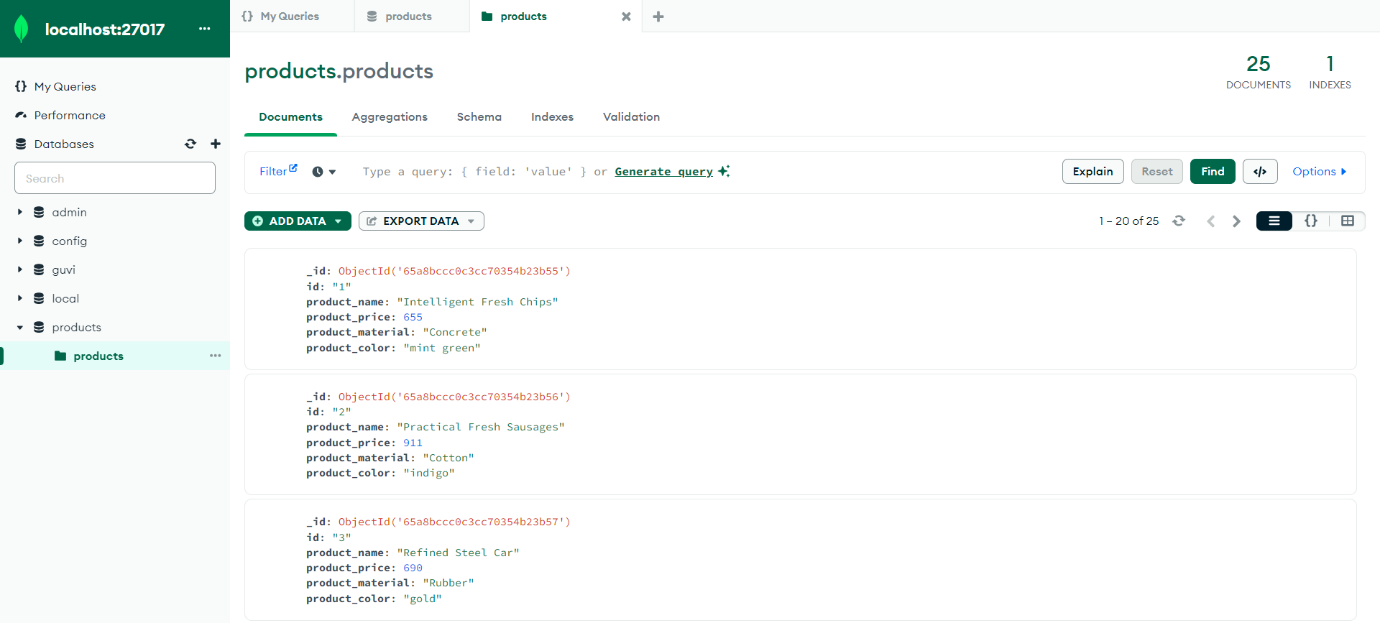 localhost:27017
My Queries
Performance
Databases
Search
admin
config
guvi
local
products
products
{} My Queries
products
products
products.products
25
DOCUMENTS
1
INDEXES
Documents
Aggregations
Schema
Indexes
Validation
Filter
Type a query: { field: 'value' } or Generate query
Explain
Reset
Find
</>
Options
ADD DATA
EXPORT DATA
1 – 20 of 25
{}
_id: ObjectId('65a8bccc0c3cc70354b23b55')
id: "1"
product_name: "Intelligent Fresh Chips"
product_price: 655
product_material: "Concrete"
product_color: "mint green"
_id: ObjectId('65a8bccc0c3cc70354b23b56')
id: "2"
product_name: "Practical Fresh Sausages"
product_price: 911
product_material: "Cotton"
product_color: "indigo"
_id: ObjectId('65a8bccc0c3cc70354b23b57')
id: "3"
product_name: "Refined Steel Car"
product_price: 690
product_material: "Rubber"
product_color: "gold"